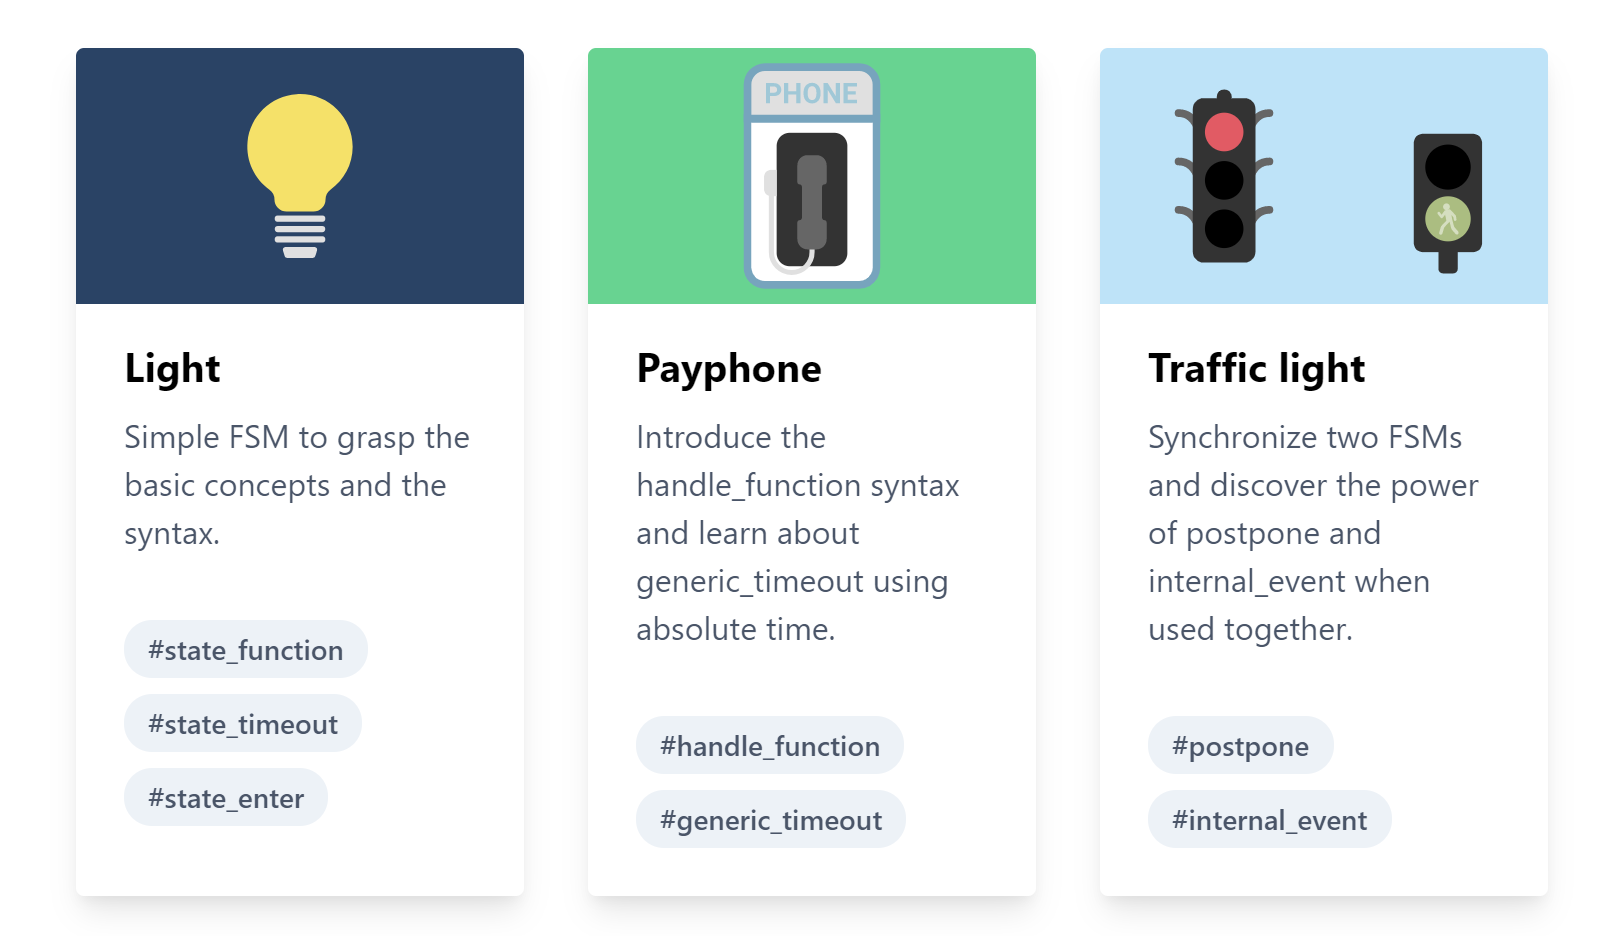 Light
Simple FSM to grasp the
basic concepts and the
syntax.
#state_function
#state_timeout
#state_enter
PHONE
Payphone
Introduce the
handle_function syntax
and learn about
generic_timeout using
absolute time.
#handle_function
#generic_timeout
Traffic light
Synchronize two FSMs
and discover the power
of postpone and
internal_event when
used together.
#postpone
#internal_event